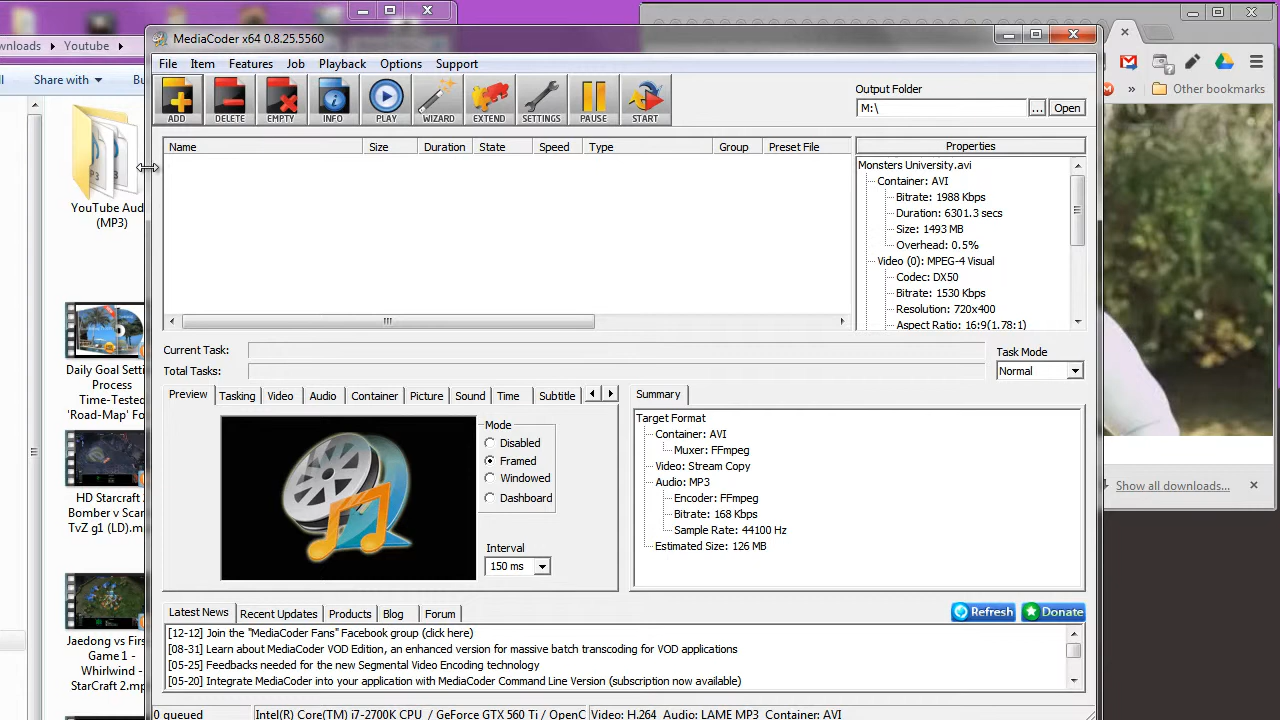 wnloads ▸ Youtube ▸
Share with ▾ Bu
YouTube Aud
(MP3)
Daily Goal Setti
Process
Time-Tested
'Road-Map' Fo
HD Starcraft
Bomber v Scar
TvZ g1 (LD).m
Jaedong vs Firs
Game 1 -
Whirlwind -
StarCraft 2.mp
MediaCoder x64 0.8.25.5560
File Item Features Job Playback Options Support
ADD DELETE EMPTY INFO PLAY WIZARD EXTEND SETTINGS PAUSE START
Output Folder
M:\ ... Open
Name Size Duration State Speed Type Group Preset File
Properties
Monsters University.avi
Container: AVI
Bitrate: 1988 Kbps
Duration: 6301.3 secs
Size: 1493 MB
Overhead: 0.5%
Video (0): MPEG-4 Visual
Codec: DX50
Bitrate: 1530 Kbps
Resolution: 720x400
Aspect Ratio: 16:9(1.78:1)
Current Task:
Total Tasks:
Task Mode
Normal
Preview Tasking Video Audio Container Picture Sound Time Subtitle
Mode
Disabled
Framed
Windowed
Dashboard
Interval
150 ms
Summary
Target Format
Container: AVI
Muxer: FFmpeg
Video: Stream Copy
Audio: MP3
Encoder: FFmpeg
Bitrate: 168 Kbps
Sample Rate: 44100 Hz
Estimated Size: 126 MB
Latest News Recent Updates Products Blog Forum
Refresh Donate
[12-12] Join the "MediaCoder Fans" Facebook group (click here)
[08-31] Learn about MediaCoder VOD Edition, an enhanced version for massive batch transcoding for VOD applications
[05-25] Feedbacks needed for the new Segmental Video Encoding technology
[05-20] Integrate MediaCoder into your application with MediaCoder Command Line Version (subscription now available)
0 queued Intel(R) Core(TM) i7-2700K CPU / GeForce GTX 560 Ti / OpenC Video: H.264 Audio: LAME MP3 Container: AVI
» Other bookmarks
Show all downloads...